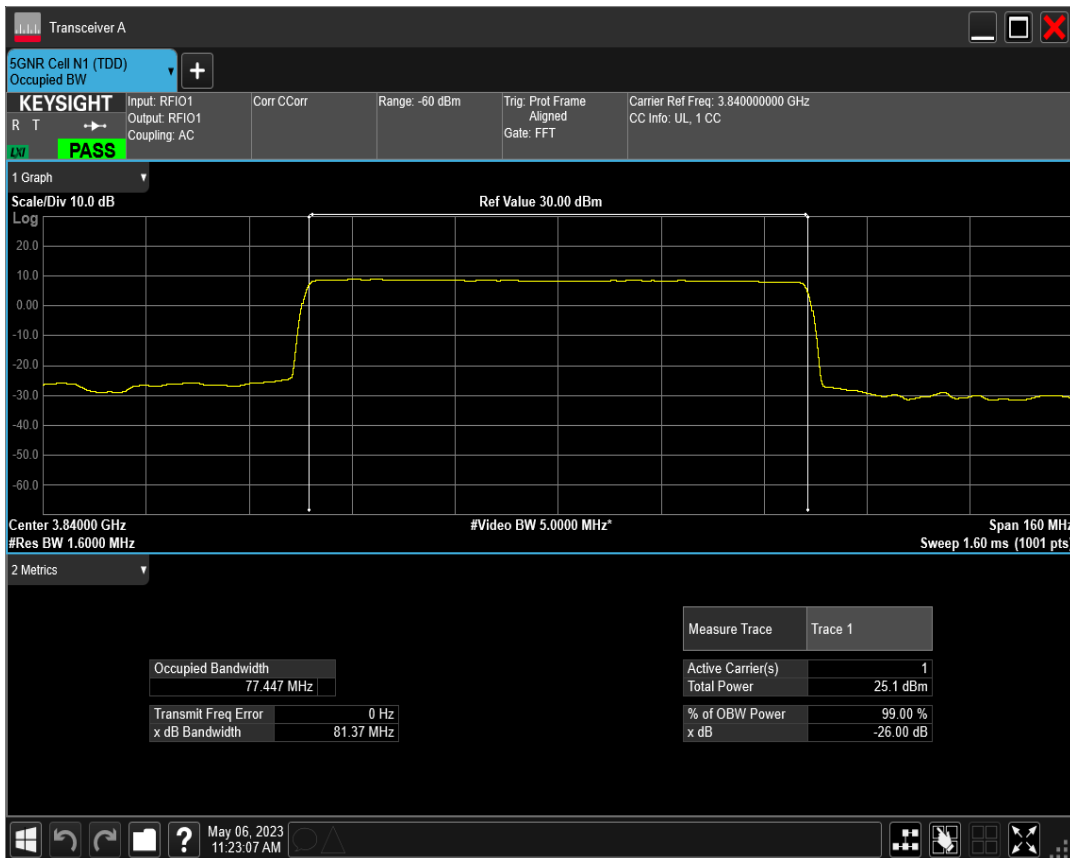 Transceiver A
5GNR Cell N1 (TDD)
Occupied BW
+
KEYSIGHT
R T
LXI
PASS
Input: RFIO1
Output: RFIO1
Coupling: AC
Corr CCorr
Range: -60 dBm
Trig: Prot Frame
Aligned
Gate: FFT
Carrier Ref Freq: 3.840000000 GHz
CC Info: UL, 1 CC
1 Graph
Scale/Div 10.0 dB
Ref Value 30.00 dBm
Log
20.0
10.0
0.00
-10.0
-20.0
-30.0
-40.0
-50.0
-60.0
Center 3.84000 GHz
#Video BW 5.0000 MHz*
Span 160 MHz
#Res BW 1.6000 MHz
Sweep 1.60 ms (1001 pts)
2 Metrics
Measure Trace Trace 1
Occupied Bandwidth
77.447 MHz
Active Carrier(s) 1
Total Power 25.1 dBm
Transmit Freq Error 0 Hz
x dB Bandwidth 81.37 MHz
% of OBW Power 99.00 %
x dB -26.00 dB
?
May 06, 2023
11:23:07 AM